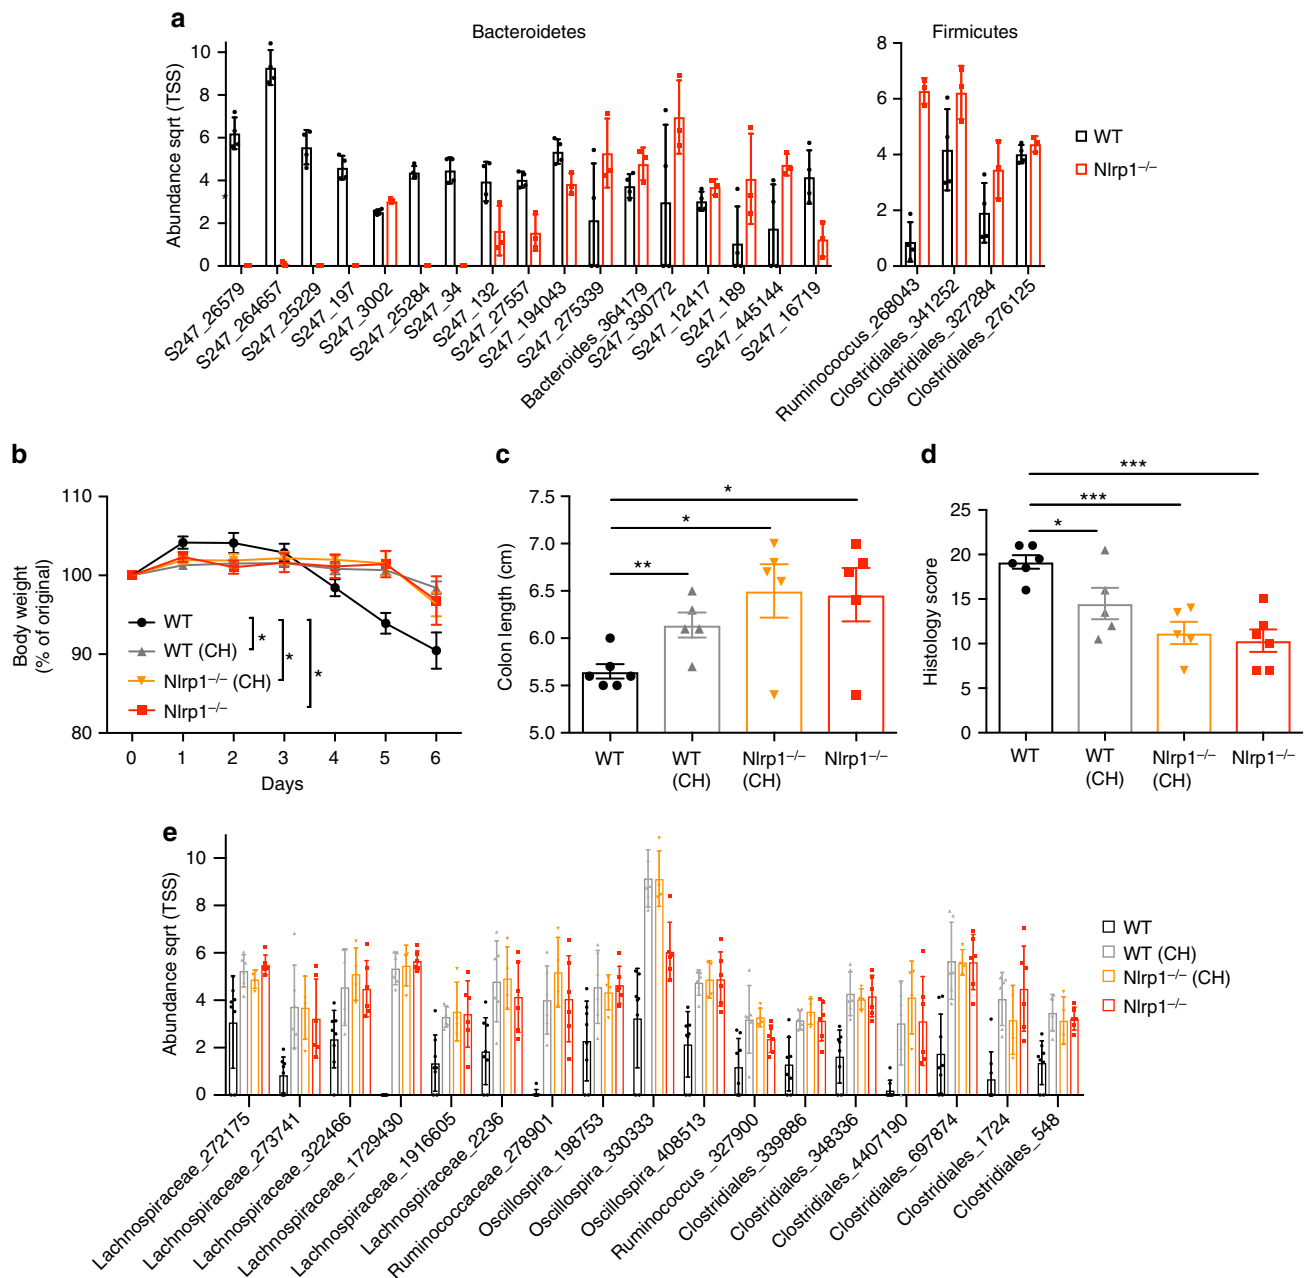 a
Bacteroidetes
Firmicutes
Abundance sqrt (TSS)
10
8
6
4
2
0
*
8
6
4
2
0
WT
Nlrp1–/–
S247_26579
S247_264657
S247_25229
S247_197
S247_3002
S247_25284
S247_34
S247_132
S247_27557
S247_194043
S247_275339
Bacteroides_364179
S247_330772
S247_12417
S247_189
S247_445144
S247_16719
Ruminococcus_268043
Clostridiales_341252
Clostridiales_327284
Clostridiales_276125
b
Body weight
(% of original)
110
100
90
80
WT
WT (CH)
Nlrp1–/– (CH)
Nlrp1–/–
*
*
*
0 1 2 3 4 5 6
Days
c
Colon length (cm)
7.5
7.0
6.5
6.0
5.5
5.0
*
*
**
WT
WT
(CH)
Nlrp1–/–
(CH)
Nlrp1–/–
d
Histology score
25
20
15
10
5
0
***
***
*
WT
WT
(CH)
Nlrp1–/–
(CH)
Nlrp1–/–
e
Abundance sqrt (TSS)
10
8
6
4
2
0
WT
WT (CH)
Nlrp1–/– (CH)
Nlrp1–/–
Lachnospiraceae_272175
Lachnospiraceae_273741
Lachnospiraceae_322466
Lachnospiraceae_1729430
Lachnospiraceae_1916605
Lachnospiraceae_2236
Ruminococcaceae_278901
Oscillospira_198753
Oscillospira_330333
Oscillospira_408513
Ruminococcus_327900
Clostridiales_339886
Clostridiales_348336
Clostridiales_4407190
Clostridiales_697874
Clostridiales_1724
Clostridiales_548